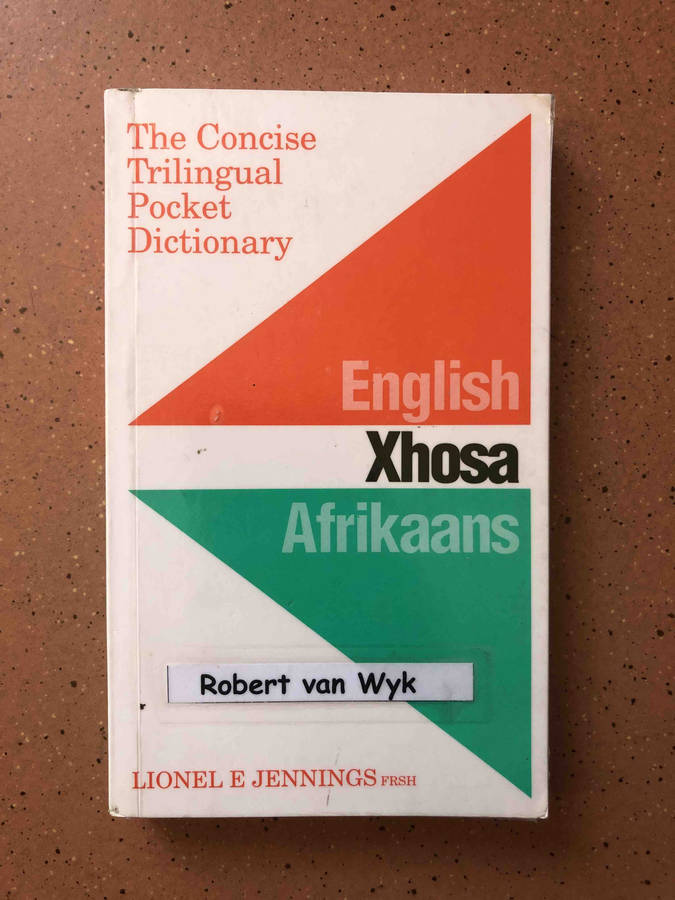 The Concise
Trilingual
Pocket
Dictionary
English
Xhosa
Afrikaans
Robert van Wyk
LIONEL E JENNINGS FRSH